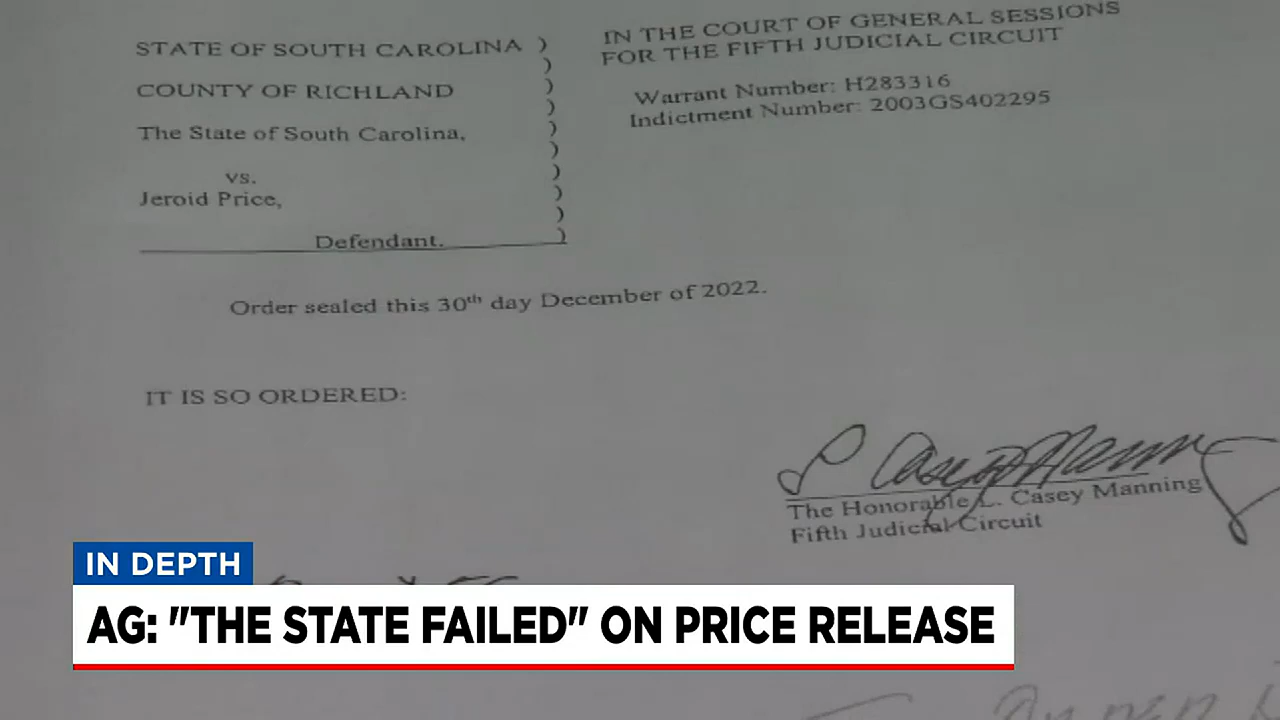 STATE OF SOUTH CAROLINA )
IN THE COURT OF GENERAL SESSIONS
)
FOR THE FIFTH JUDICIAL CIRCUIT
COUNTY OF RICHLAND )
Warrant Number: H283316
)
Indictment Number: 2003GS402295
The State of South Carolina, )
)
vs. )
Jeroid Price, )
)
Defendant. )
Order sealed this 30th day December of 2022.
IT IS SO ORDERED:
L Casey Manning
The Honorable L. Casey Manning
Fifth Judicial Circuit
IN DEPTH
AG: "THE STATE FAILED" ON PRICE RELEASE